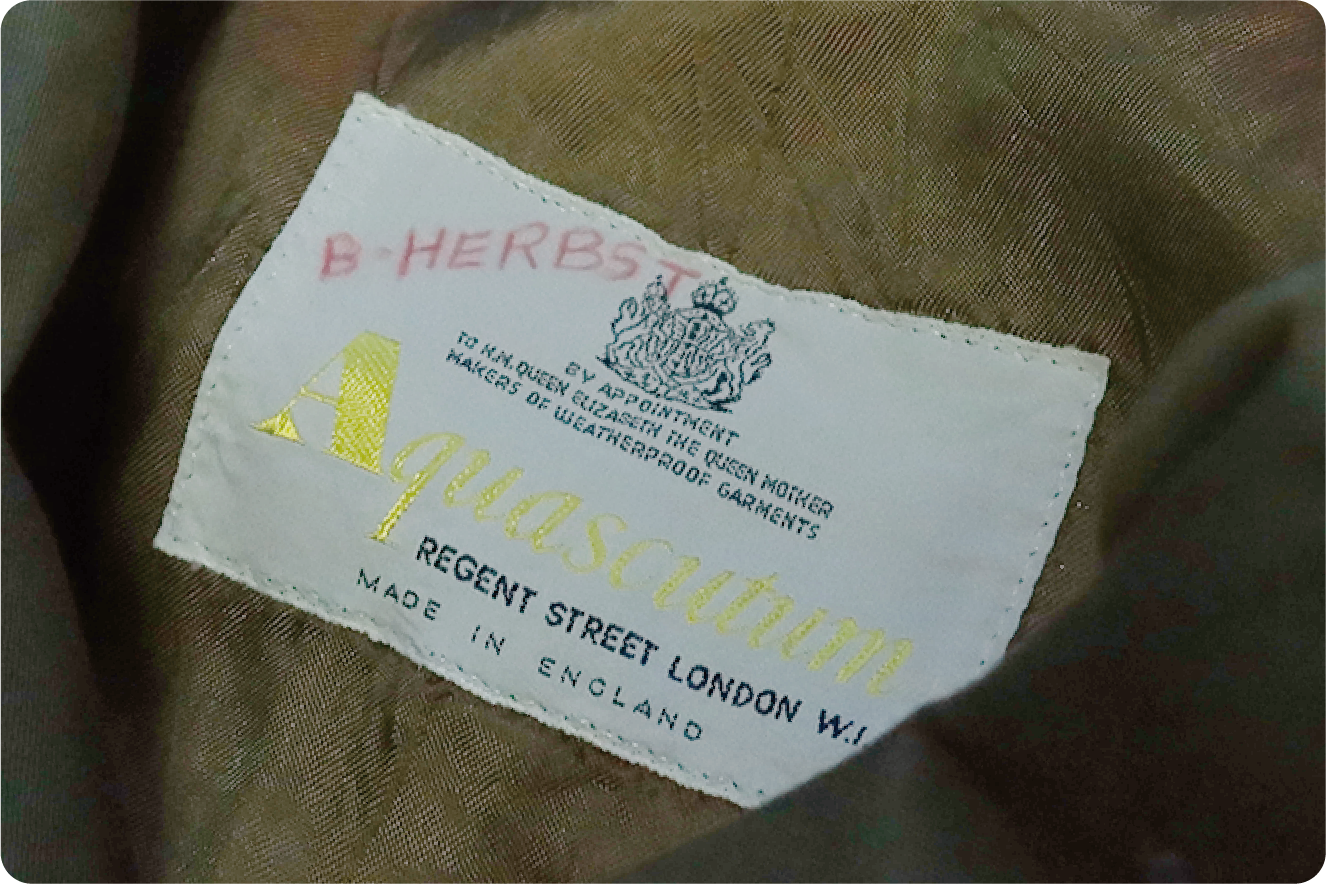 B-HERBST
BY APPOINTMENT
TO H.M. QUEEN ELIZABETH THE QUEEN MOTHER
MAKERS OF WEATHERPROOF GARMENTS
Aquascutum
REGENT STREET LONDON W.I
MADE IN ENGLAND